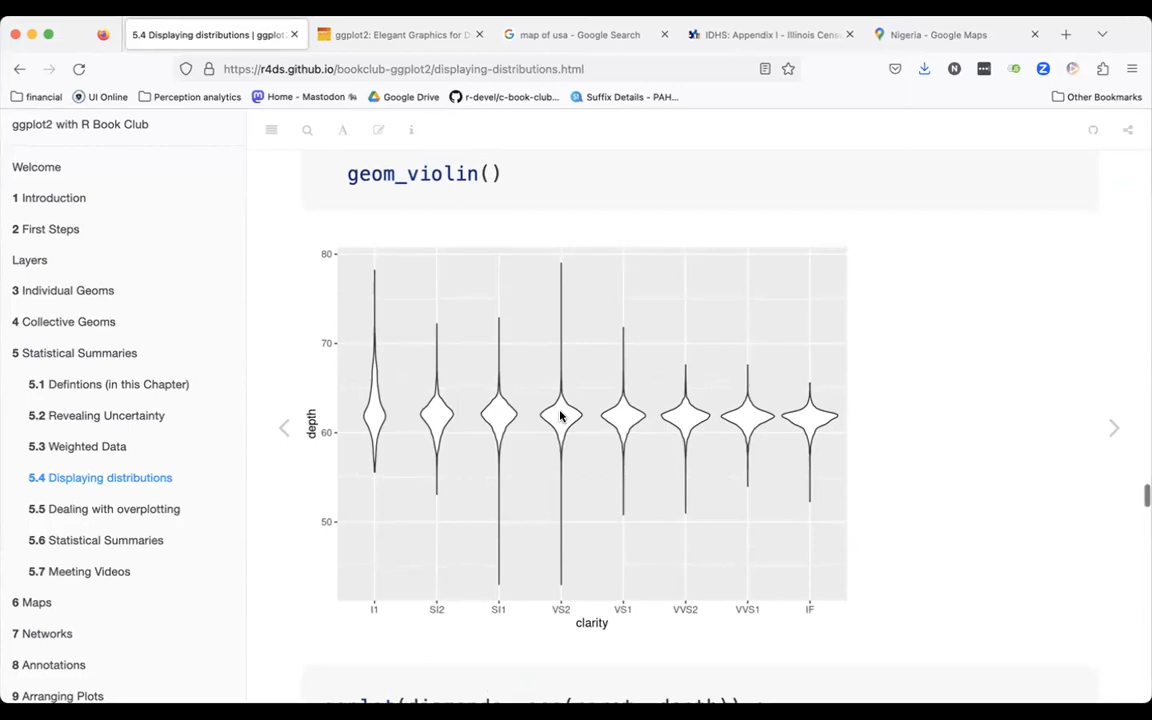 5.4 Displaying distributions | ggplot
ggplot2: Elegant Graphics for D
map of usa - Google Search
IDHS: Appendix I - Illinois Cens
Nigeria - Google Maps
https://r4ds.github.io/bookclub-ggplot2/displaying-distributions.html
financial
UI Online
Perception analytics
Home - Mastodon
Google Drive
r-devel/c-book-club...
Suffix Details - PAH...
Other Bookmarks
ggplot2 with R Book Club
Welcome
1 Introduction
2 First Steps
Layers
3 Individual Geoms
4 Collective Geoms
5 Statistical Summaries
5.1 Defintions (in this Chapter)
5.2 Revealing Uncertainty
5.3 Weighted Data
5.4 Displaying distributions
5.5 Dealing with overplotting
5.6 Statistical Summaries
5.7 Meeting Videos
6 Maps
7 Networks
8 Annotations
9 Arranging Plots
geom_violin()
80
70
60
50
depth
I1 SI2 SI1 VS2 VS1 VVS2 VVS1 IF
clarity